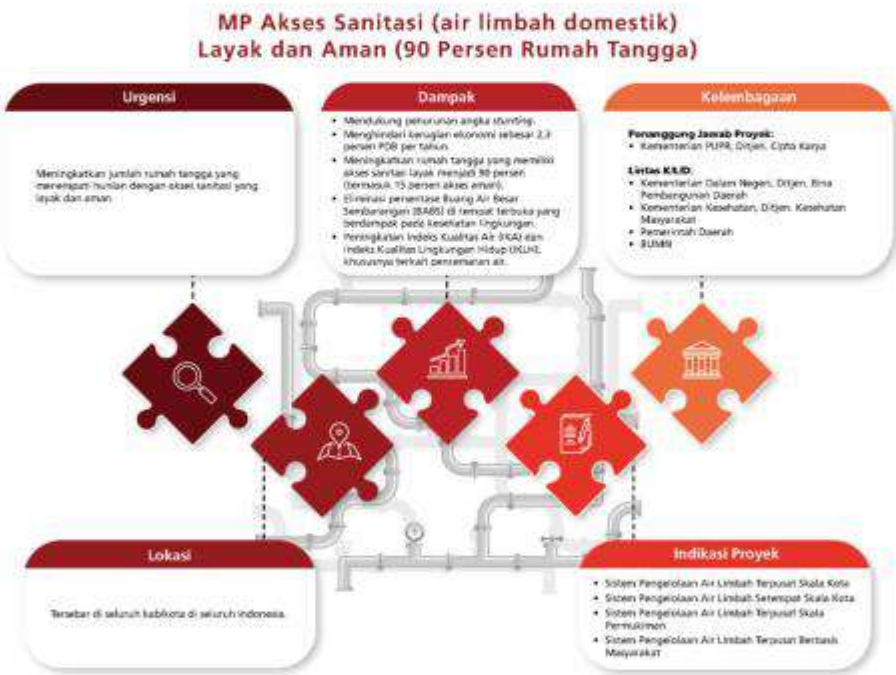 MP Akses Sanitasi (air limbah domestik)
Layak dan Aman (90 Persen Rumah Tangga)
Urgensi
Meningkatkan jumlah rumah tangga yang
menempati hunian dengan akses sanitasi yang
layak dan aman
Dampak
• Mendukung penurunan angka stunting.
• Menghindari kerugian ekonomi sebesar 2,3
persen PDB per tahun.
• Meningkatkan rumah tangga yang memiliki
akses sanitasi layak menjadi 90 persen
(termasuk 15 persen akses aman).
• Eliminasi persentase Buang Air Besar
Sembarangan (BABS) di tempat terbuka yang
berdampak pada kesehatan lingkungan.
• Peningkatan Indeks Kualitas Air (IKA) dan
Indeks Kualitas Lingkungan Hidup (IKLH),
khususnya terkait pencemaran air.
Kelembagaan
Penanggung Jawab Proyek:
• Kementerian PUPR, Ditjen. Cipta Karya
Lintas K/L/D:
• Kementerian Dalam Negeri, Ditjen. Bina
Pembangunan Daerah
• Kementerian Kesehatan, Ditjen. Kesehatan
Masyarakat
• Pemerintah Daerah
• BUMN
Lokasi
Tersebar di seluruh kab/kota di seluruh Indonesia.
Indikasi Proyek
• Sistem Pengelolaan Air Limbah Terpusat Skala Kota
• Sistem Pengelolaan Air Limbah Setempat Skala Kota
• Sistem Pengelolaan Air Limbah Terpusat Skala
Permukiman
• Sistem Pengelolaan Air Limbah Terpusat Berbasis
Masyarakat